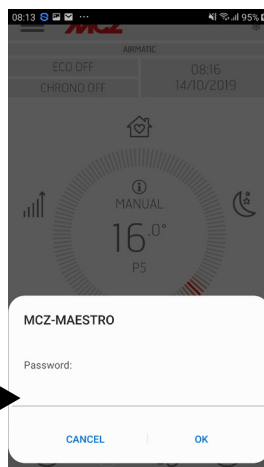 08:13 95%
MCZ
AIRMATIC
ECO OFF
CHRONO OFF
08:16
14/10/2019
MANUAL
16.0°
P5
MCZ-MAESTRO
Password:
CANCEL OK